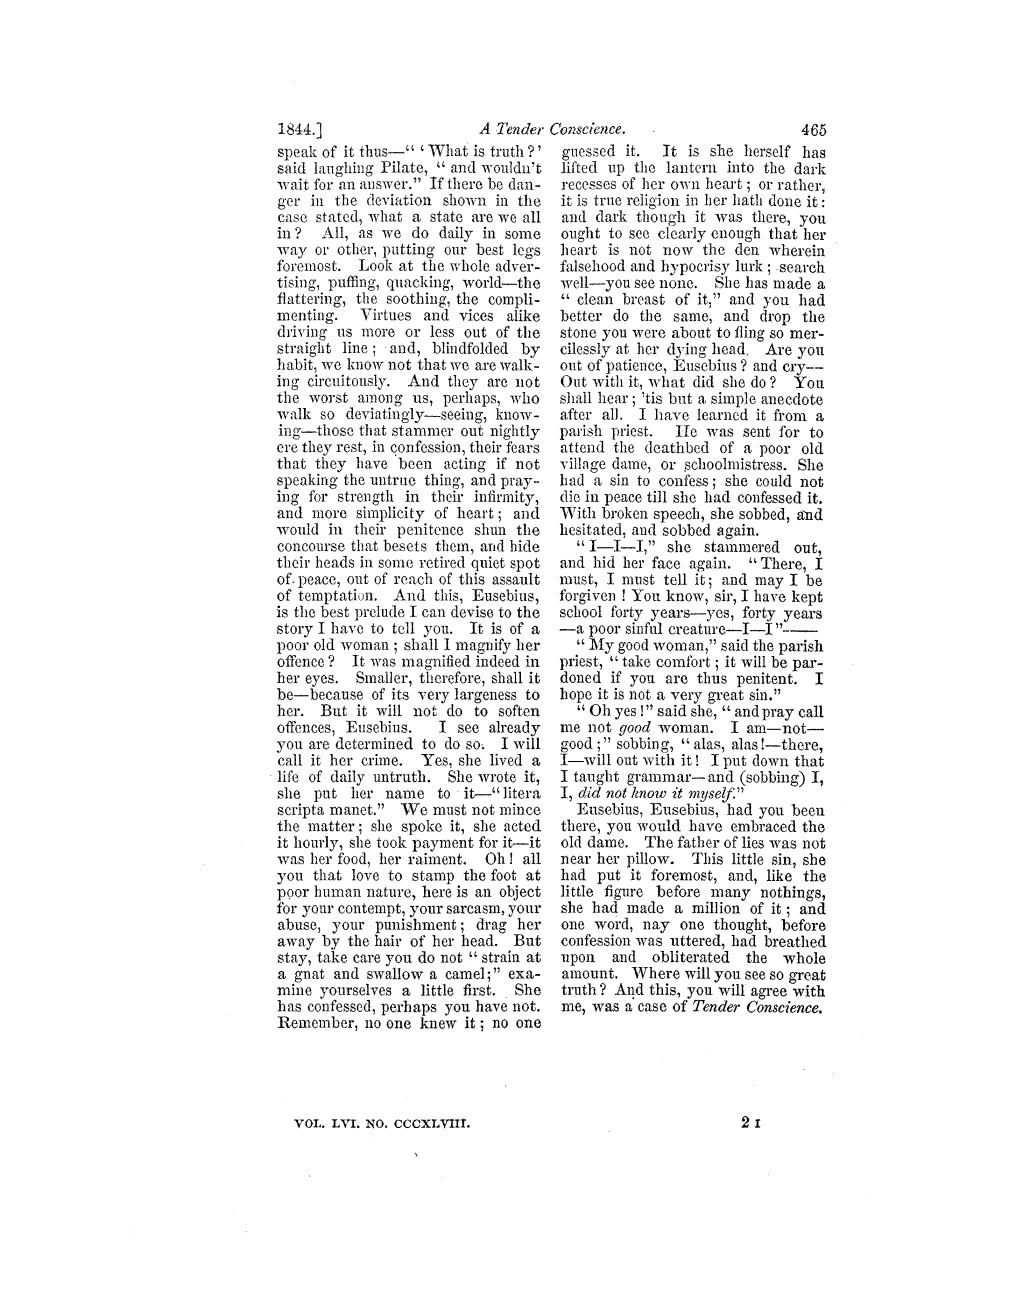 1844.] A Tender Conscience. 465
speak of it thus—“ ‘ What is truth ?’
said laughing Pilate, “ and wouldn’t
wait for an answer.” If there be dan-
ger in the deviation shown in the
case stated, what a state are we all
in ? All, as we do daily in some
way or other, putting our best legs
foremost. Look at the whole adver-
tising, puffing, quacking, world—the
flattering, the soothing, the compli-
menting. Virtues and vices alike
driving us more or less out of the
straight line ; and, blindfolded by
habit, we know not that we are walk-
ing circuitously. And they are not
the worst among us, perhaps, who
walk so deviatingly—seeing, know-
ing—those that stammer out nightly
ere they rest, in confession, their fears
that they have been acting if not
speaking the untrue thing, and pray-
ing for strength in their infirmity,
and more simplicity of heart ; and
would in their penitence shun the
concourse that besets them, and hide
their heads in some retired quiet spot
of peace, out of reach of this assault
of temptation. And this, Eusebius,
is the best prelude I can devise to the
story I have to tell you. It is of a
poor old woman ; shall I magnify her
offence ? It was magnified indeed in
her eyes. Smaller, therefore, shall it
be—because of its very largeness to
her. But it will not do to soften
offences, Eusebius. I see already
you are determined to do so. I will
call it her crime. Yes, she lived a
life of daily untruth. She wrote it,
she put her name to it—“ litera
scripta manet.” We must not mince
the matter ; she spoke it, she acted
it hourly, she took payment for it—it
was her food, her raiment. Oh ! all
you that love to stamp the foot at
poor human nature, here is an object
for your contempt, your sarcasm, your
abuse, your punishment ; drag her
away by the hair of her head. But
stay, take care you do not “ strain at
a gnat and swallow a camel;” exa-
mine yourselves a little first. She
has confessed, perhaps you have not.
Remember, no one knew it ; no one
guessed it. It is she herself has
lifted up the lantern into the dark
recesses of her own heart ; or rather,
it is true religion in her hath done it :
and dark though it was there, you
ought to see clearly enough that her
heart is not now the den wherein
falsehood and hypocrisy lurk ; search
well—you see none. She has made a
“ clean breast of it,” and you had
better do the same, and drop the
stone you were about to fling so mer-
cilessly at her dying head. Are you
out of patience, Eusebius ? and cry—
Out with it, what did she do ? You
shall hear ; ’tis but a simple anecdote
after all. I have learned it from a
parish priest. He was sent for to
attend the deathbed of a poor old
village dame, or schoolmistress. She
had a sin to confess ; she could not
die in peace till she had confessed it.
With broken speech, she sobbed, and
hesitated, and sobbed again.
“ I—I—I,” she stammered out,
and hid her face again. “ There, I
must, I must tell it ; and may I be
forgiven ! You know, sir, I have kept
school forty years—yes, forty years
—a poor sinful creature—I—I ”——
“ My good woman,” said the parish
priest, “ take comfort ; it will be par-
doned if you are thus penitent. I
hope it is not a very great sin.”
“ Oh yes !” said she, “ and pray call
me not good woman. I am—not—
good ;” sobbing, “ alas, alas !—there,
I—will out with it ! I put down that
I taught grammar—and (sobbing) I,
I, did not know it myself.”
Eusebius, Eusebius, had you been
there, you would have embraced the
old dame. The father of lies was not
near her pillow. This little sin, she
had put it foremost, and, like the
little figure before many nothings,
she had made a million of it ; and
one word, nay one thought, before
confession was uttered, had breathed
upon and obliterated the whole
amount. Where will you see so great
truth ? And this, you will agree with
me, was a case of Tender Conscience.
VOL. LVI. NO. CCCXLVIII. 2 I